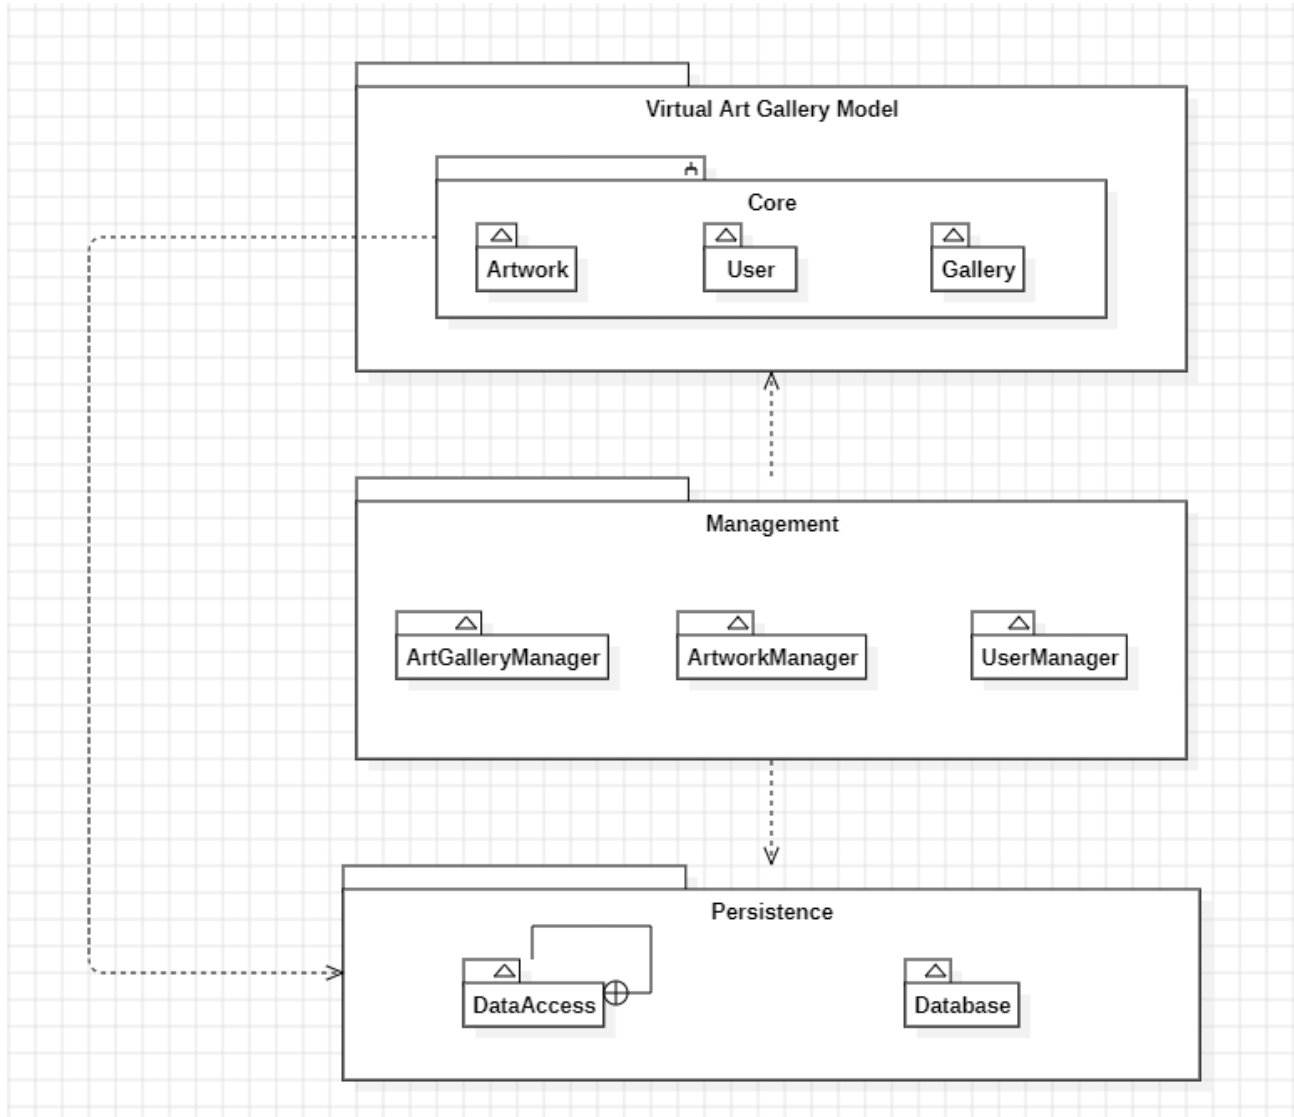 Virtual Art Gallery Model
Core
Artwork
User
Gallery
Management
ArtGalleryManager
ArtworkManager
UserManager
Persistence
DataAccess
Database